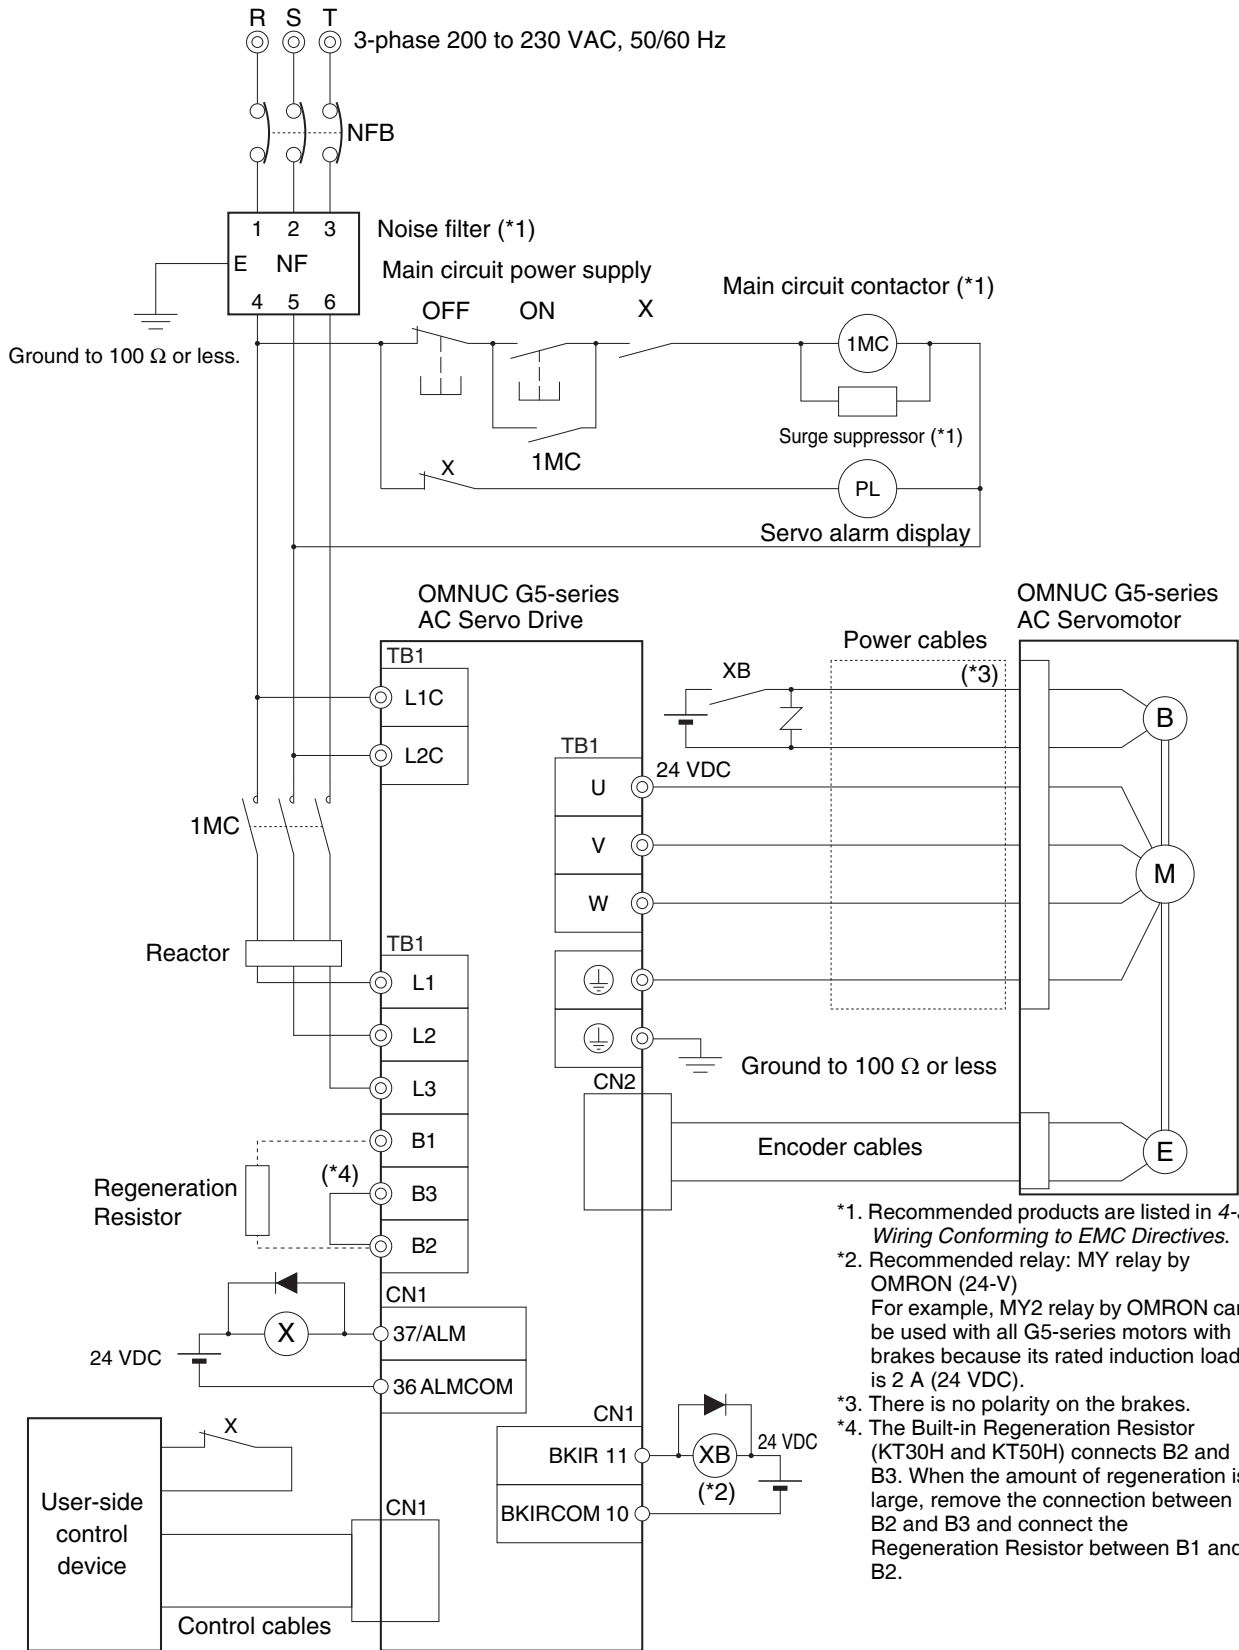 R S T
3-phase 200 to 230 VAC, 50/60 Hz
NFB
1 2 3
Noise filter (*1)
E NF
Main circuit power supply
4 5 6
OFF ON X
Main circuit contactor (*1)
1MC
Ground to 100 Ω or less.
Surge suppressor (*1)
1MC
X
PL
Servo alarm display
OMNUC G5-series
AC Servo Drive
OMNUC G5-series
AC Servomotor
TB1
Power cables
XB
(*3)
L1C
B
L2C
TB1
24 VDC
U
1MC
V
M
W
Reactor
TB1
L1
L2
Ground to 100 Ω or less
L3
CN2
B1
Encoder cables
E
Regeneration
Resistor
(*4)
B3
B2
CN1
X
37/ALM
24 VDC
36 ALMCOM
*1. Recommended products are listed in
Wiring Conforming to EMC Directives.
*2. Recommended relay: MY relay by
OMRON (24-V)
For example, MY2 relay by OMRON
be used with all G5-series motors with
brakes because its rated induction load
is 2 A (24 VDC).
*3. There is no polarity on the brakes.
*4. The Built-in Regeneration Resistor
(KT30H and KT50H) connects B2 and
B3. When the amount of regeneration is
large, remove the connection between
B2 and B3 and connect the
Regeneration Resistor between B1 and
B2.
CN1
BKIR 11
XB
24 VDC
(*2)
BKIRCOM 10
X
User-side
control
device
CN1
Control cables